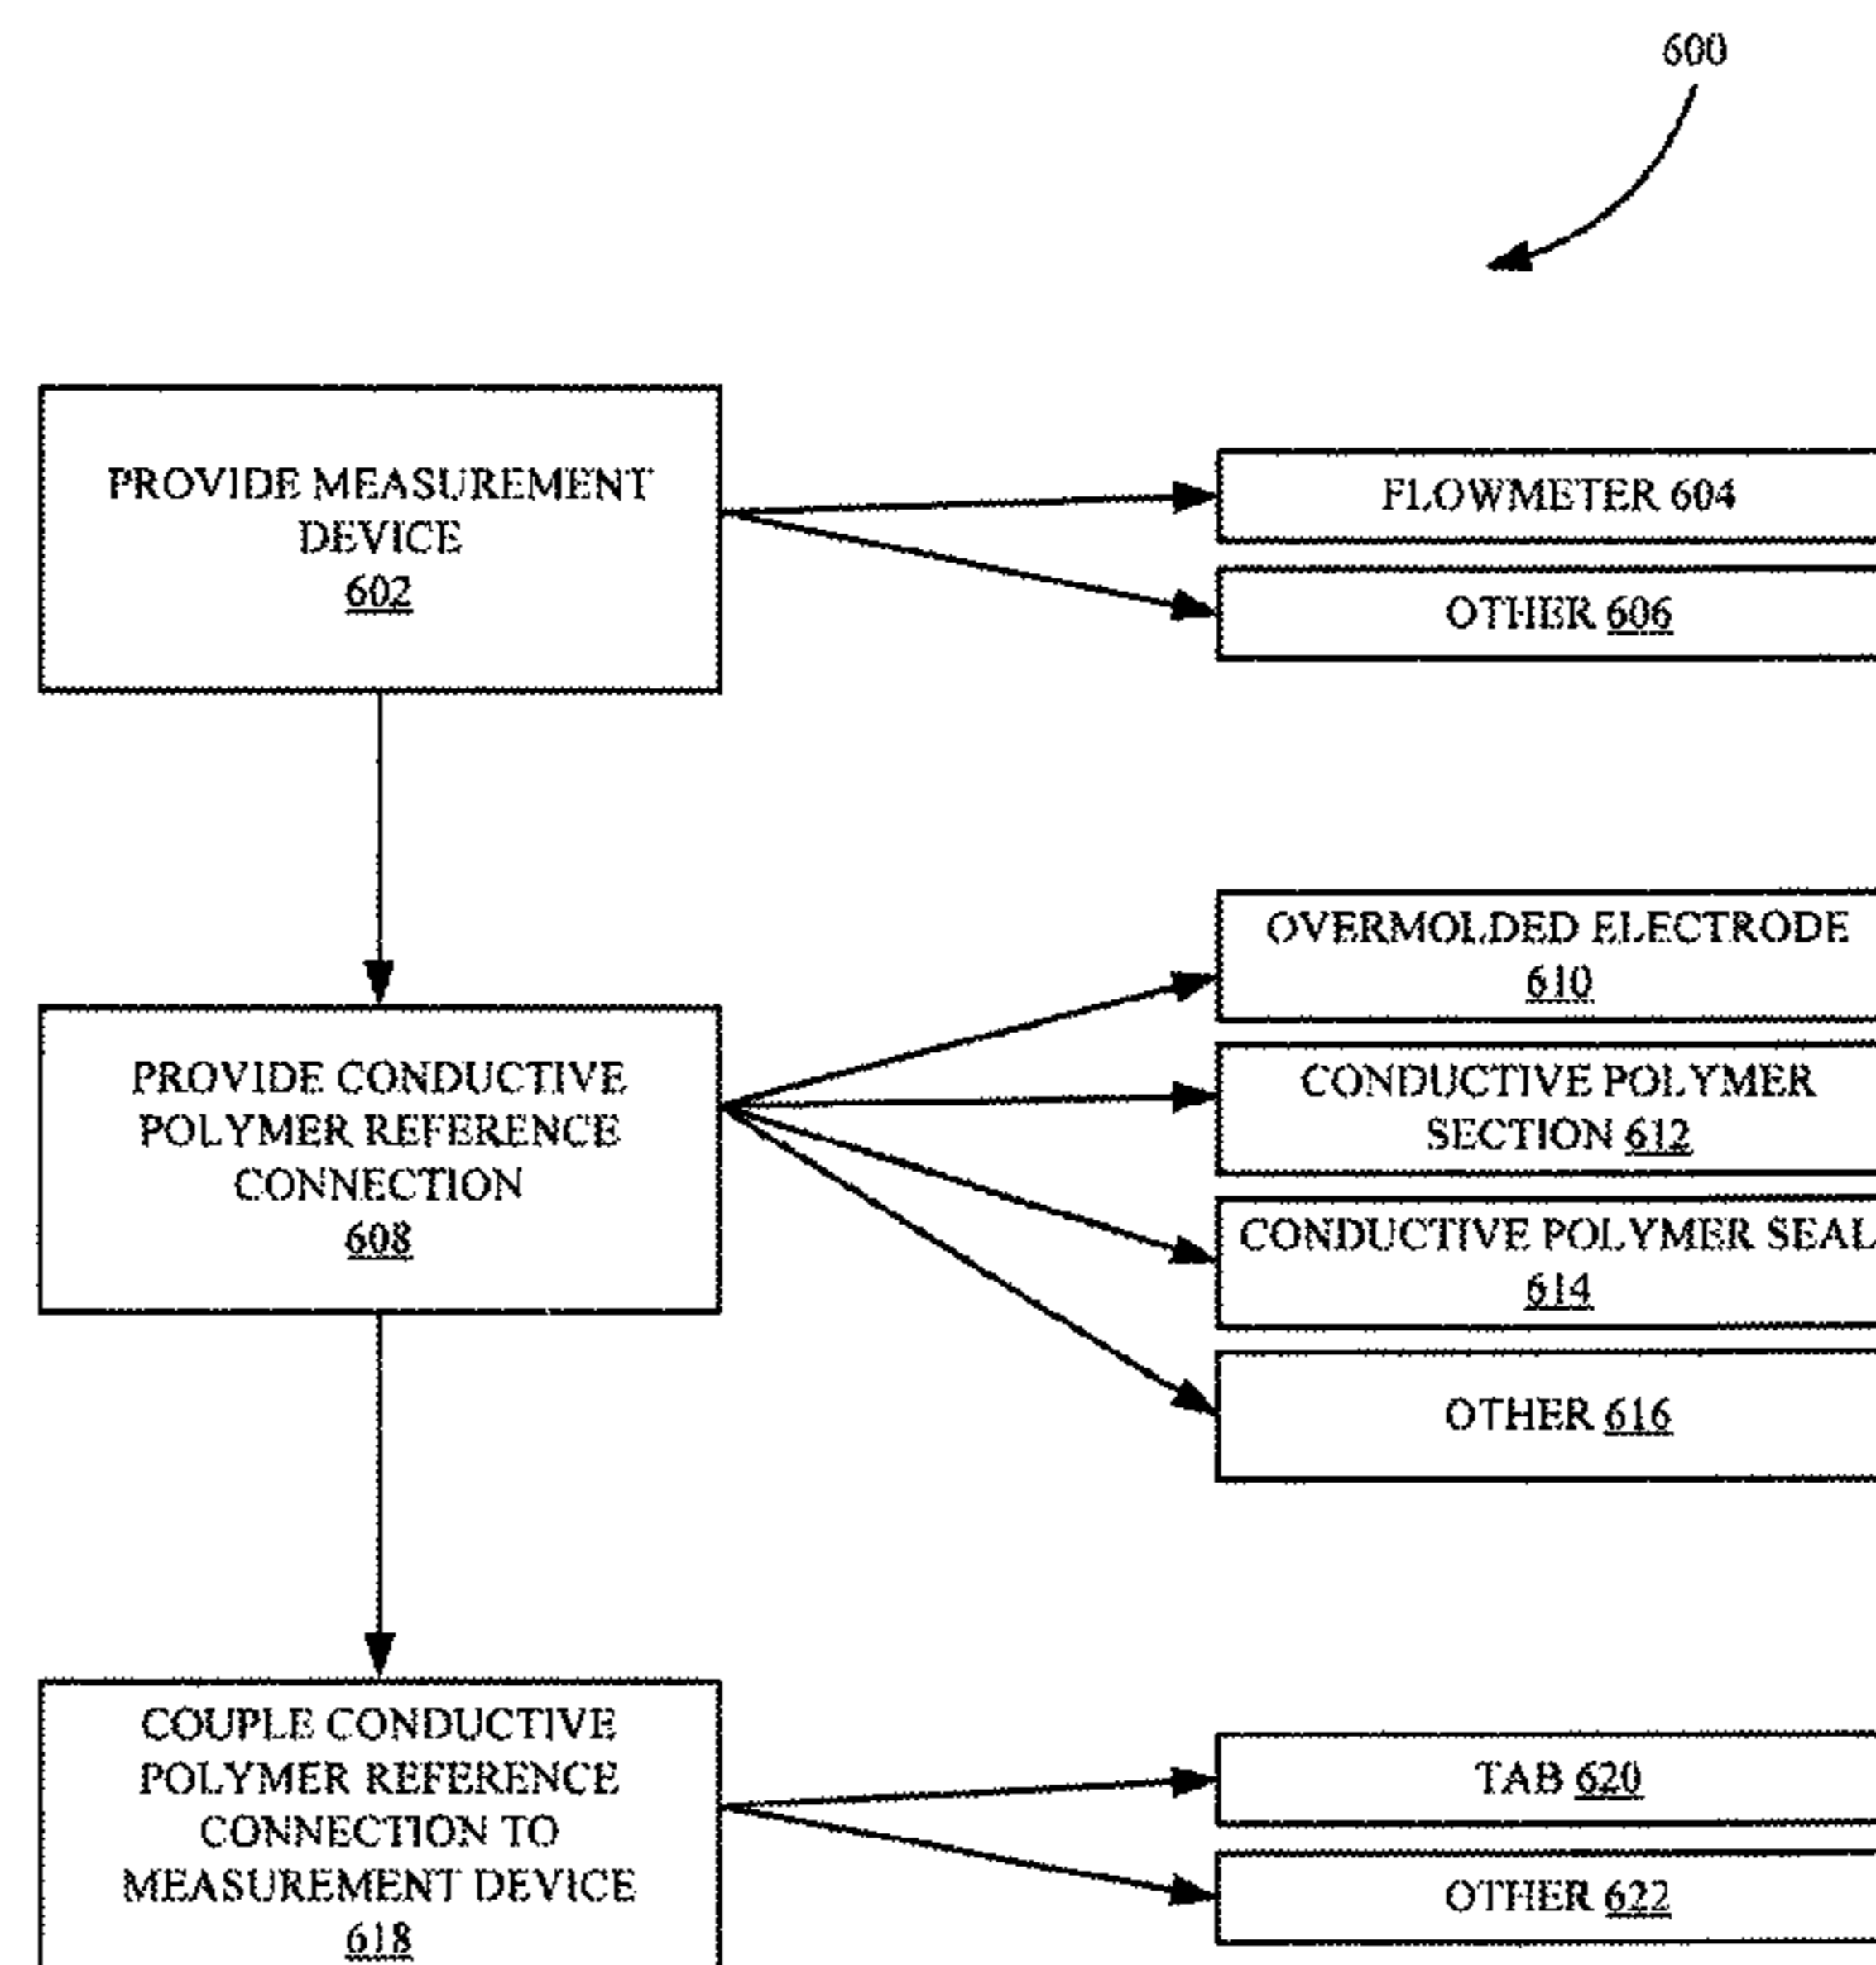 600
PROVIDE MEASUREMENT
DEVICE
602
FLOWMETER 604
OTHER 606
PROVIDE CONDUCTIVE
POLYMER REFERENCE
CONNECTION
608
OVERMOLDED ELECTRODE
610
CONDUCTIVE POLYMER
SECTION 612
CONDUCTIVE POLYMER SEAL
614
OTHER 616
COUPLE CONDUCTIVE
POLYMER REFERENCE
CONNECTION TO
MEASUREMENT DEVICE
618
TAB 620
OTHER 622